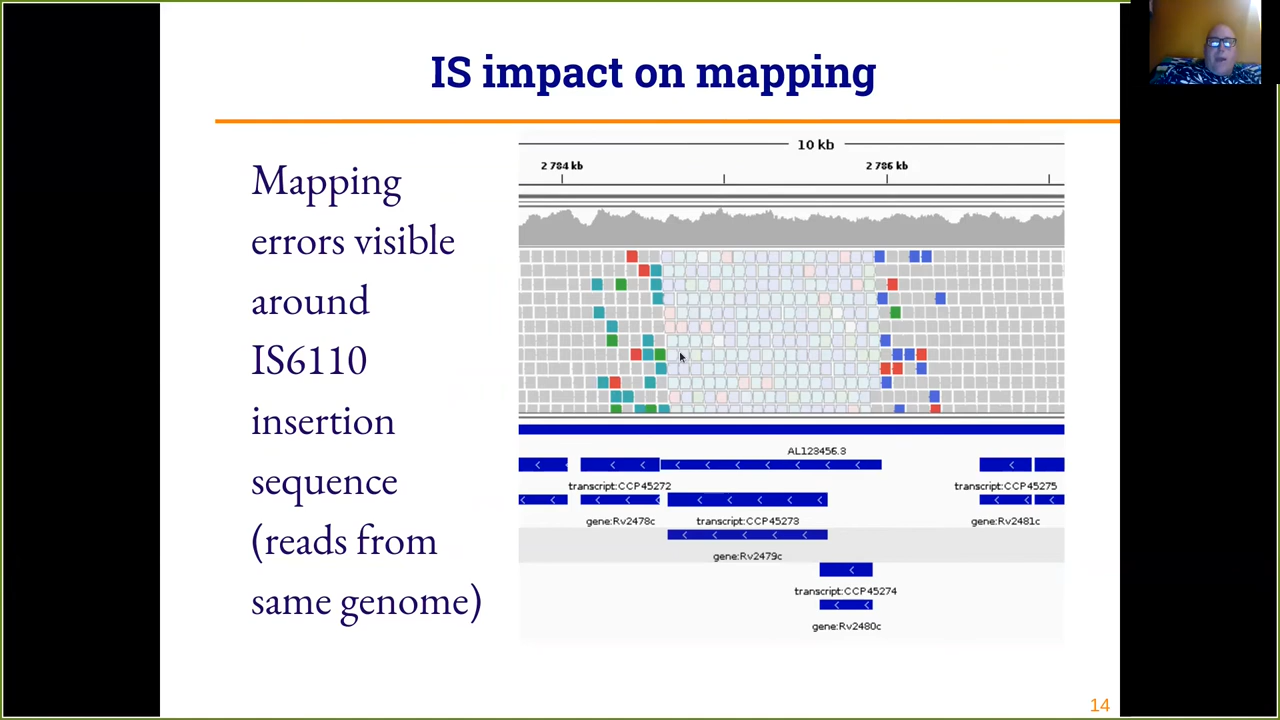 IS impact on mapping
Mapping
errors visible
around
IS6110
insertion
sequence
(reads from
same genome)
10 kb
2 784 kb
2 786 kb
AL123456.3
transcript:CCP45272
transcript:CCP45275
gene:Rv2478c
transcript:CCP45273
gene:Rv2481c
gene:Rv2479c
transcript:CCP45274
gene:Rv2480c
14